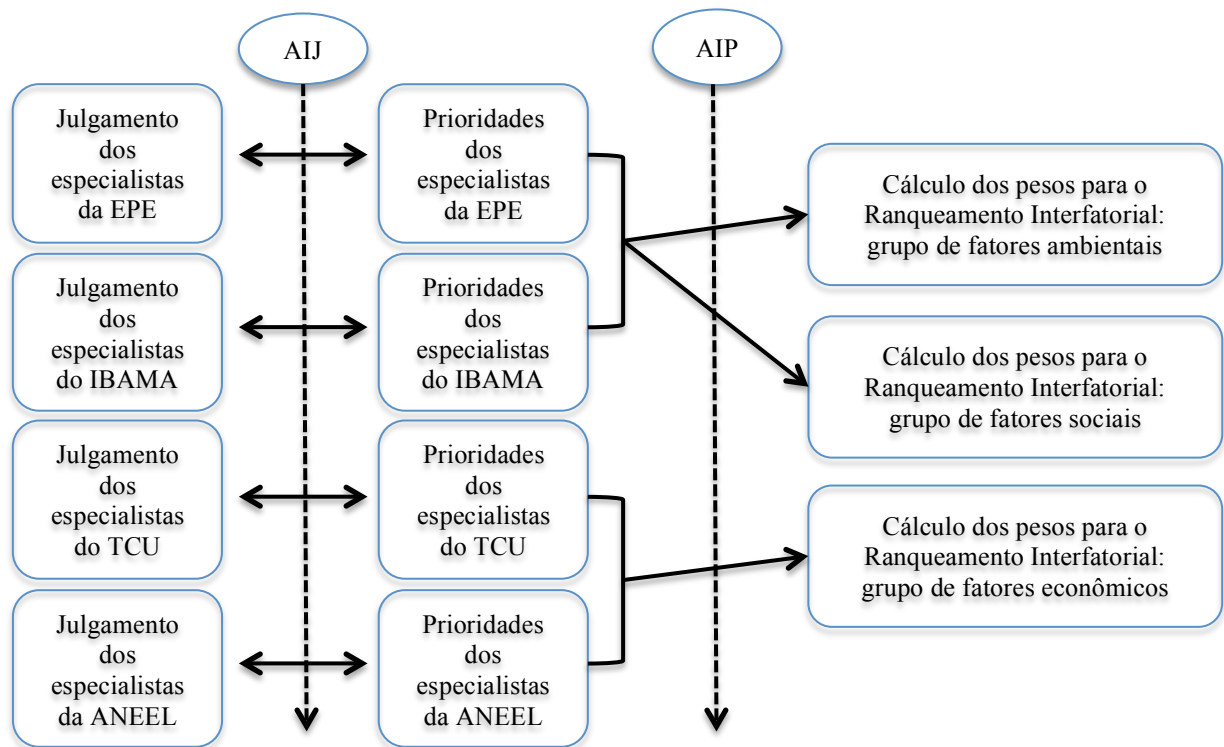 AIJ
AIP
Julgamento
dos
especialistas
da EPE
Prioridades
dos
especialistas
da EPE
Julgamento
dos
especialistas
do IBAMA
Prioridades
dos
especialistas
do IBAMA
Julgamento
dos
especialistas
do TCU
Prioridades
dos
especialistas
do TCU
Julgamento
dos
especialistas
da ANEEL
Prioridades
dos
especialistas
da ANEEL
Cálculo dos pesos para o
Ranqueamento Interfatorial:
grupo de fatores ambientais
Cálculo dos pesos para o
Ranqueamento Interfatorial:
grupo de fatores sociais
Cálculo dos pesos para o
Ranqueamento Interfatorial:
grupo de fatores econômicos